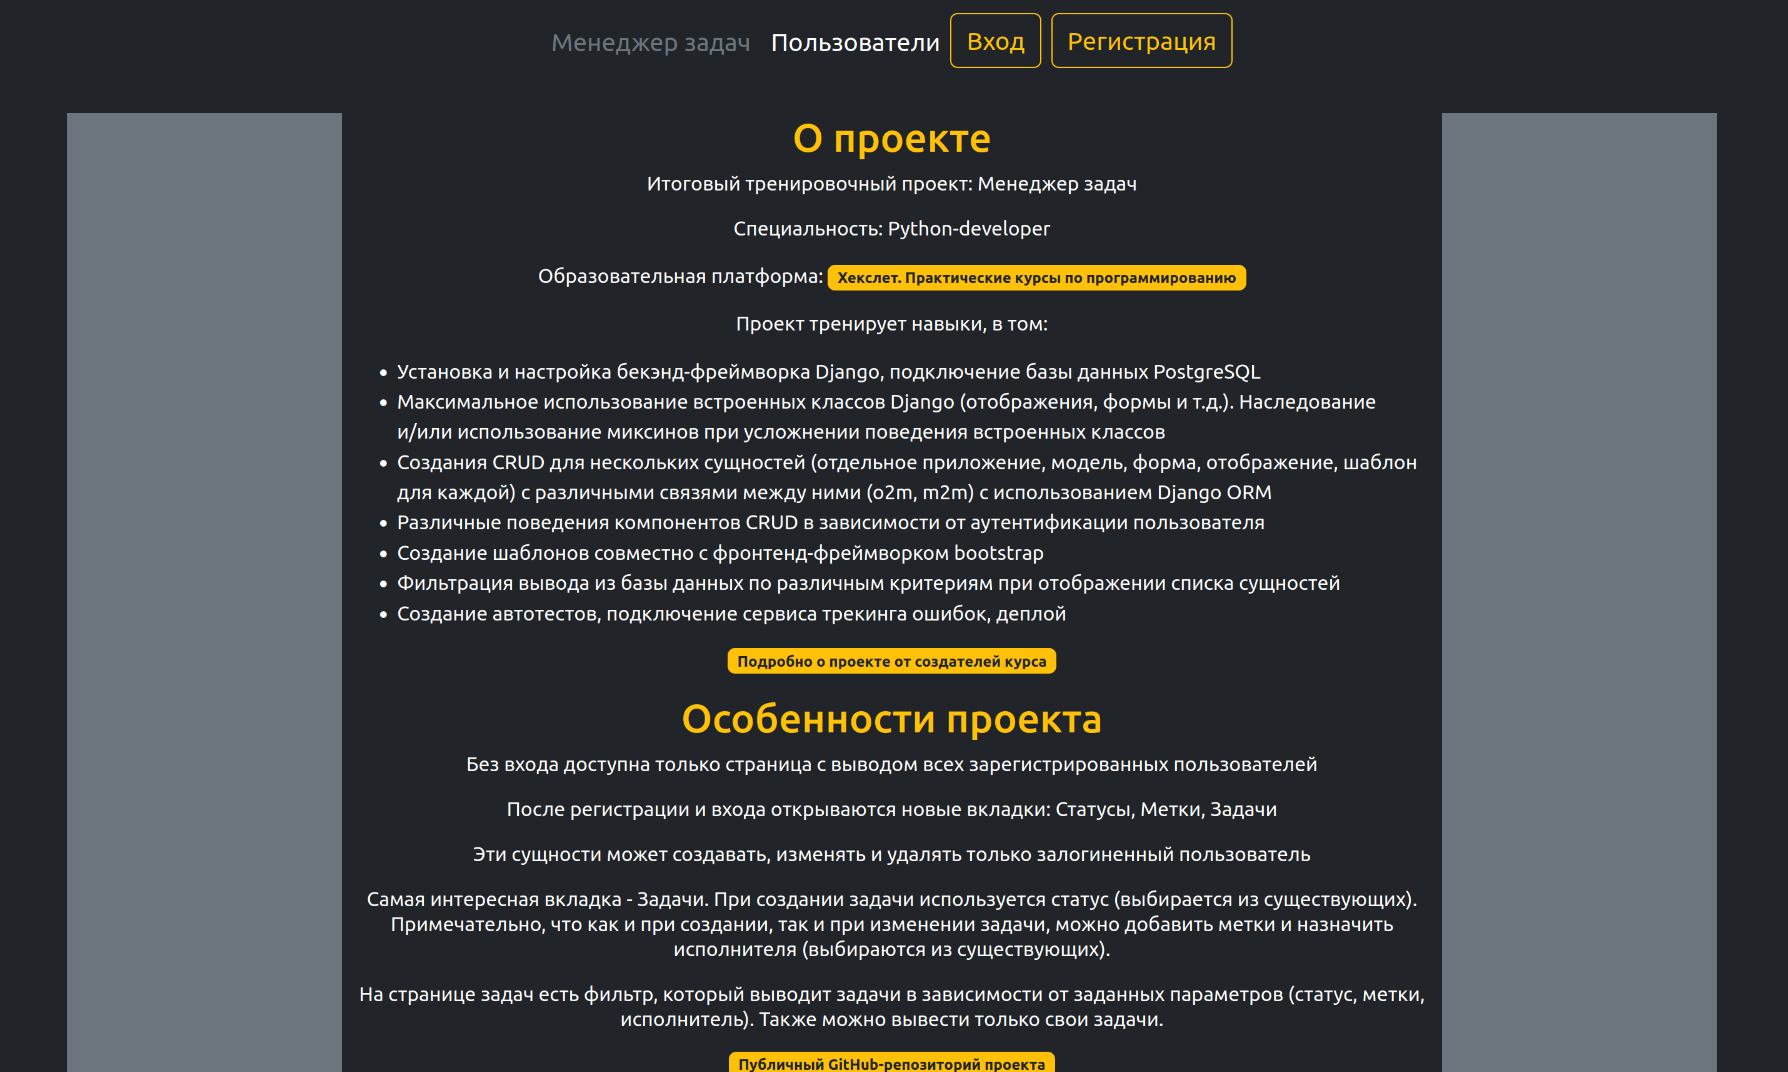 Менеджер задач Пользователи Вход Регистрация
О проекте
Итоговый тренировочный проект: Менеджер задач
Специальность: Python-developer
Образовательная платформа: Хекслет. Практические курсы по программированию
Проект тренирует навыки, в том:
• Установка и настройка бекэнд-фреймворка Django, подключение базы данных PostgreSQL
• Максимальное использование встроенных классов Django (отображения, формы и т.д.). Наследование
и/или использование миксинов при усложнении поведения встроенных классов
• Создания CRUD для нескольких сущностей (отдельное приложение, модель, форма, отображение, шаблон
для каждой) с различными связями между ними (o2m, m2m) с использованием Django ORM
• Различные поведения компонентов CRUD в зависимости от аутентификации пользователя
• Создание шаблонов совместно с фронтенд-фреймворком bootstrap
• Фильтрация вывода из базы данных по различным критериям при отображении списка сущностей
• Создание автотестов, подключение сервиса трекинга ошибок, деплой
Подробно о проекте от создателей курса
Особенности проекта
Без входа доступна только страница с выводом всех зарегистрированных пользователей
После регистрации и входа открываются новые вкладки: Статусы, Метки, Задачи
Эти сущности может создавать, изменять и удалять только залогиненный пользователь
Самая интересная вкладка - Задачи. При создании задачи используется статус (выбирается из существующих).
Примечательно, что как и при создании, так и при изменении задачи, можно добавить метки и назначить
исполнителя (выбираются из существующих).
На странице задач есть фильтр, который выводит задачи в зависимости от заданных параметров (статус, метки,
исполнитель). Также можно вывести только свои задачи.
Публичный GitHub-репозиторий проекта